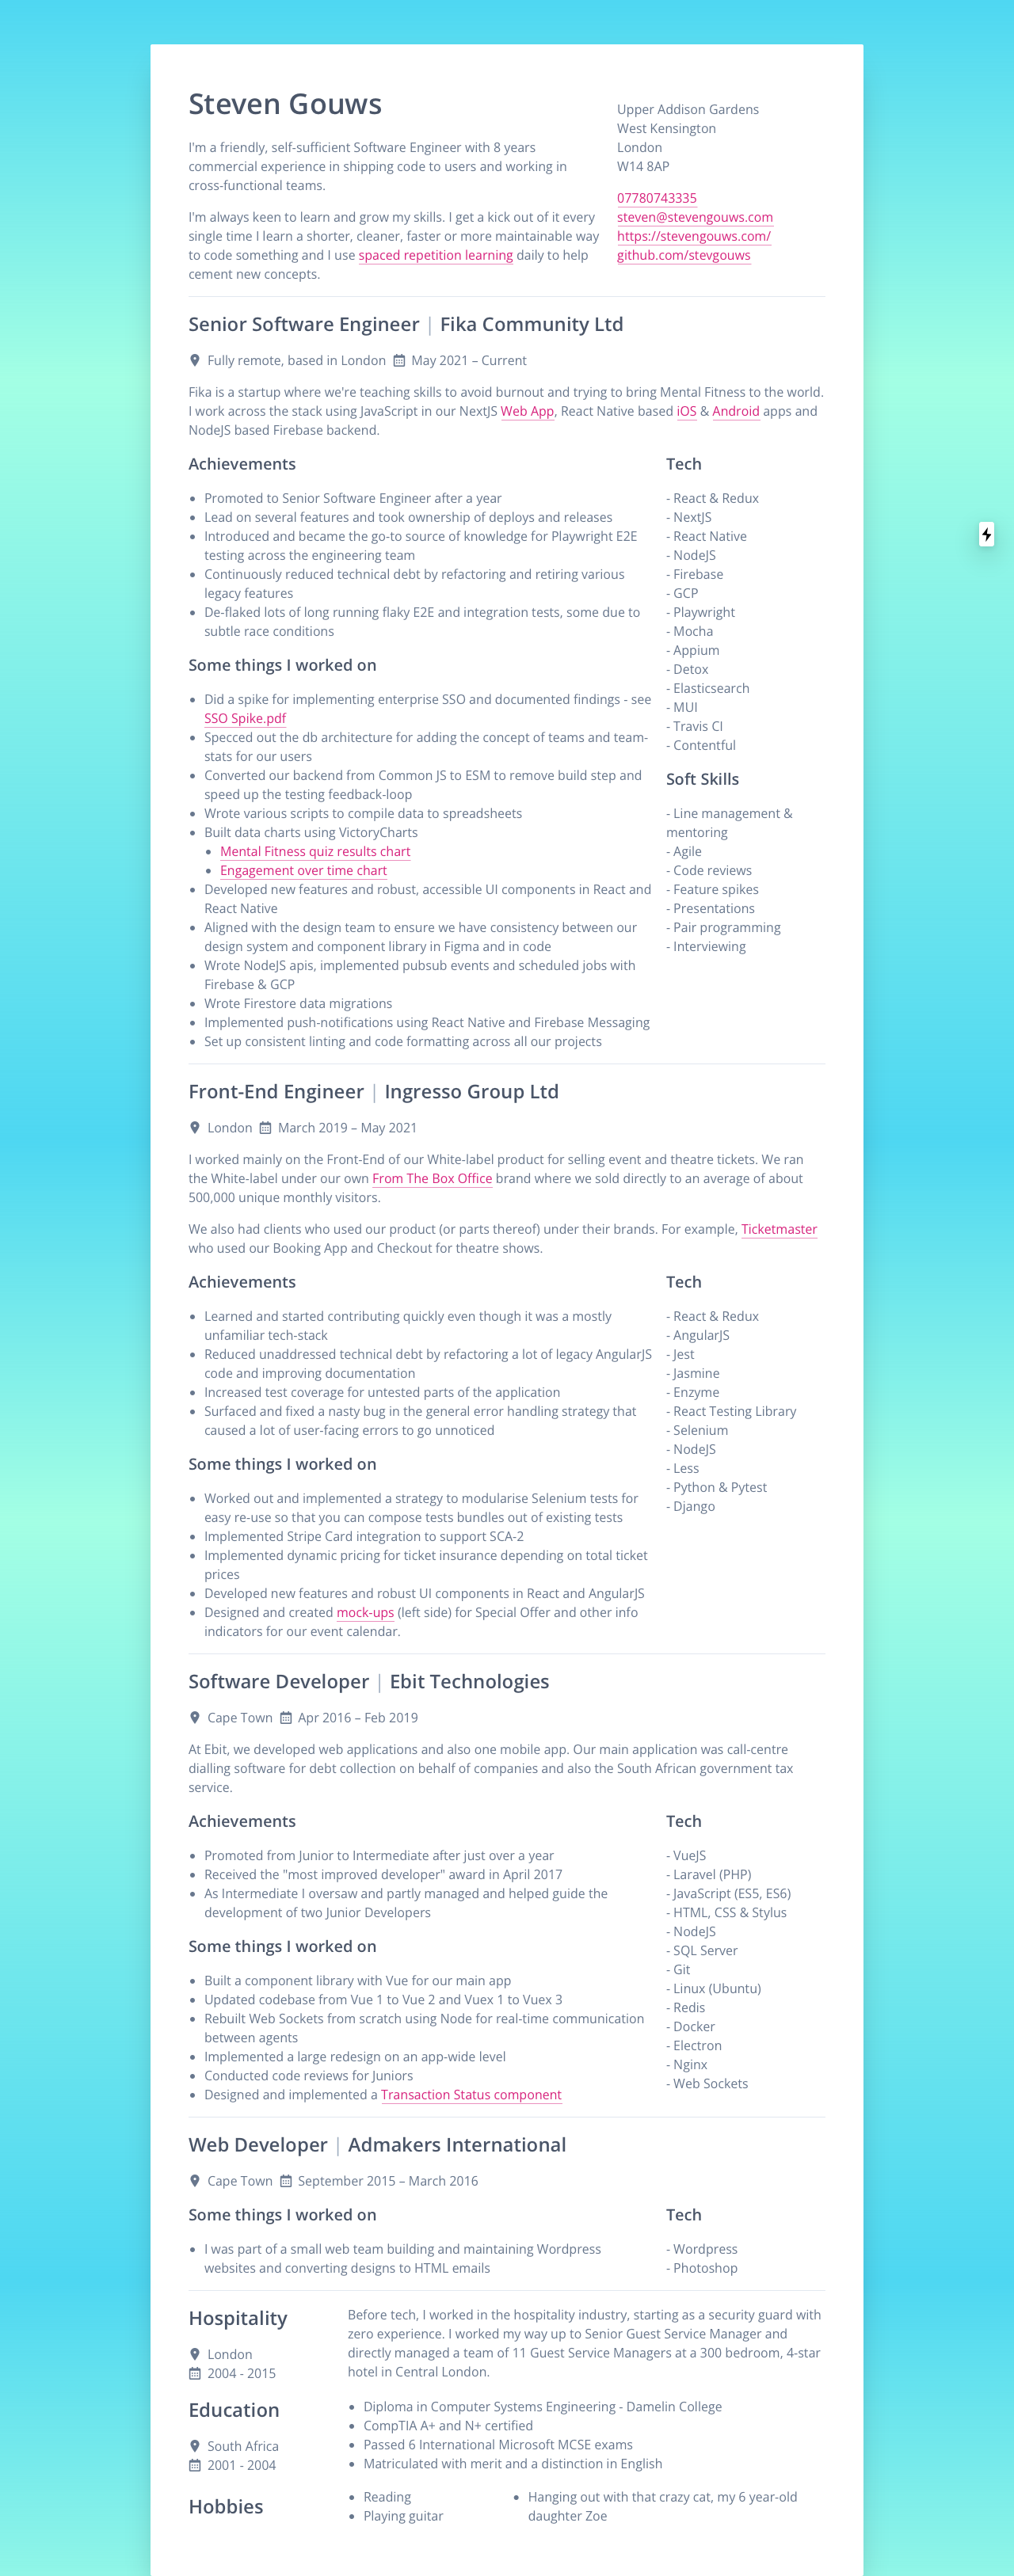 Steven Gouws
I'm a friendly, self-sufficient Software Engineer with 8 years
commercial experience in shipping code to users and working in
cross-functional teams.
I'm always keen to learn and grow my skills. I get a kick out of it every
single time I learn a shorter, cleaner, faster or more maintainable way
to code something and I use spaced repetition learning daily to help
cement new concepts.
Upper Addison Gardens
West Kensington
London
W14 8AP
07780743335
steven@stevengouws.com
https://stevengouws.com/
github.com/stevgouws
Senior Software Engineer | Fika Community Ltd
Fully remote, based in London May 2021 – Current
Fika is a startup where we're teaching skills to avoid burnout and trying to bring Mental Fitness to the world.
I work across the stack using JavaScript in our NextJS Web App, React Native based iOS & Android apps and
NodeJS based Firebase backend.
Achievements
• Promoted to Senior Software Engineer after a year
• Lead on several features and took ownership of deploys and releases
• Introduced and became the go-to source of knowledge for Playwright E2E
testing across the engineering team
• Continuously reduced technical debt by refactoring and retiring various
legacy features
• De-flaked lots of long running flaky E2E and integration tests, some due to
subtle race conditions
Some things I worked on
• Did a spike for implementing enterprise SSO and documented findings - see
SSO Spike.pdf
• Specced out the db architecture for adding the concept of teams and team-
stats for our users
• Converted our backend from Common JS to ESM to remove build step and
speed up the testing feedback-loop
• Wrote various scripts to compile data to spreadsheets
• Built data charts using VictoryCharts
• Mental Fitness quiz results chart
• Engagement over time chart
• Developed new features and robust, accessible UI components in React and
React Native
• Aligned with the design team to ensure we have consistency between our
design system and component library in Figma and in code
• Wrote NodeJS apis, implemented pubsub events and scheduled jobs with
Firebase & GCP
• Wrote Firestore data migrations
• Implemented push-notifications using React Native and Firebase Messaging
• Set up consistent linting and code formatting across all our projects
Tech
- React & Redux
- NextJS
- React Native
- NodeJS
- Firebase
- GCP
- Playwright
- Mocha
- Appium
- Detox
- Elasticsearch
- MUI
- Travis CI
- Contentful
Soft Skills
- Line management &
mentoring
- Agile
- Code reviews
- Feature spikes
- Presentations
- Pair programming
- Interviewing
Front-End Engineer | Ingresso Group Ltd
London March 2019 – May 2021
I worked mainly on the Front-End of our White-label product for selling event and theatre tickets. We ran
the White-label under our own From The Box Office brand where we sold directly to an average of about
500,000 unique monthly visitors.
We also had clients who used our product (or parts thereof) under their brands. For example, Ticketmaster
who used our Booking App and Checkout for theatre shows.
Achievements
• Learned and started contributing quickly even though it was a mostly
unfamiliar tech-stack
• Reduced unaddressed technical debt by refactoring a lot of legacy AngularJS
code and improving documentation
• Increased test coverage for untested parts of the application
• Surfaced and fixed a nasty bug in the general error handling strategy that
caused a lot of user-facing errors to go unnoticed
Some things I worked on
• Worked out and implemented a strategy to modularise Selenium tests for
easy re-use so that you can compose tests bundles out of existing tests
• Implemented Stripe Card integration to support SCA-2
• Implemented dynamic pricing for ticket insurance depending on total ticket
prices
• Developed new features and robust UI components in React and AngularJS
• Designed and created mock-ups (left side) for Special Offer and other info
indicators for our event calendar.
Tech
- React & Redux
- AngularJS
- Jest
- Jasmine
- Enzyme
- React Testing Library
- Selenium
- NodeJS
- Less
- Python & Pytest
- Django
Software Developer | Ebit Technologies
Cape Town Apr 2016 – Feb 2019
At Ebit, we developed web applications and also one mobile app. Our main application was call-centre
dialling software for debt collection on behalf of companies and also the South African government tax
service.
Achievements
• Promoted from Junior to Intermediate after just over a year
• Received the "most improved developer" award in April 2017
• As Intermediate I oversaw and partly managed and helped guide the
development of two Junior Developers
Some things I worked on
• Built a component library with Vue for our main app
• Updated codebase from Vue 1 to Vue 2 and Vuex 1 to Vuex 3
• Rebuilt Web Sockets from scratch using Node for real-time communication
between agents
• Implemented a large redesign on an app-wide level
• Conducted code reviews for Juniors
• Designed and implemented a Transaction Status component
Tech
- VueJS
- Laravel (PHP)
- JavaScript (ES5, ES6)
- HTML, CSS & Stylus
- NodeJS
- SQL Server
- Git
- Linux (Ubuntu)
- Redis
- Docker
- Electron
- Nginx
- Web Sockets
Web Developer | Admakers International
Cape Town September 2015 – March 2016
Some things I worked on
• I was part of a small web team building and maintaining Wordpress
websites and converting designs to HTML emails
Tech
- Wordpress
- Photoshop
Hospitality
London
2004 - 2015
Before tech, I worked in the hospitality industry, starting as a security guard with
zero experience. I worked my way up to Senior Guest Service Manager and
directly managed a team of 11 Guest Service Managers at a 300 bedroom, 4-star
hotel in Central London.
Education
South Africa
2001 - 2004
• Diploma in Computer Systems Engineering - Damelin College
• CompTIA A+ and N+ certified
• Passed 6 International Microsoft MCSE exams
• Matriculated with merit and a distinction in English
Hobbies
• Reading
• Playing guitar
• Hanging out with that crazy cat, my 6 year-old
daughter Zoe